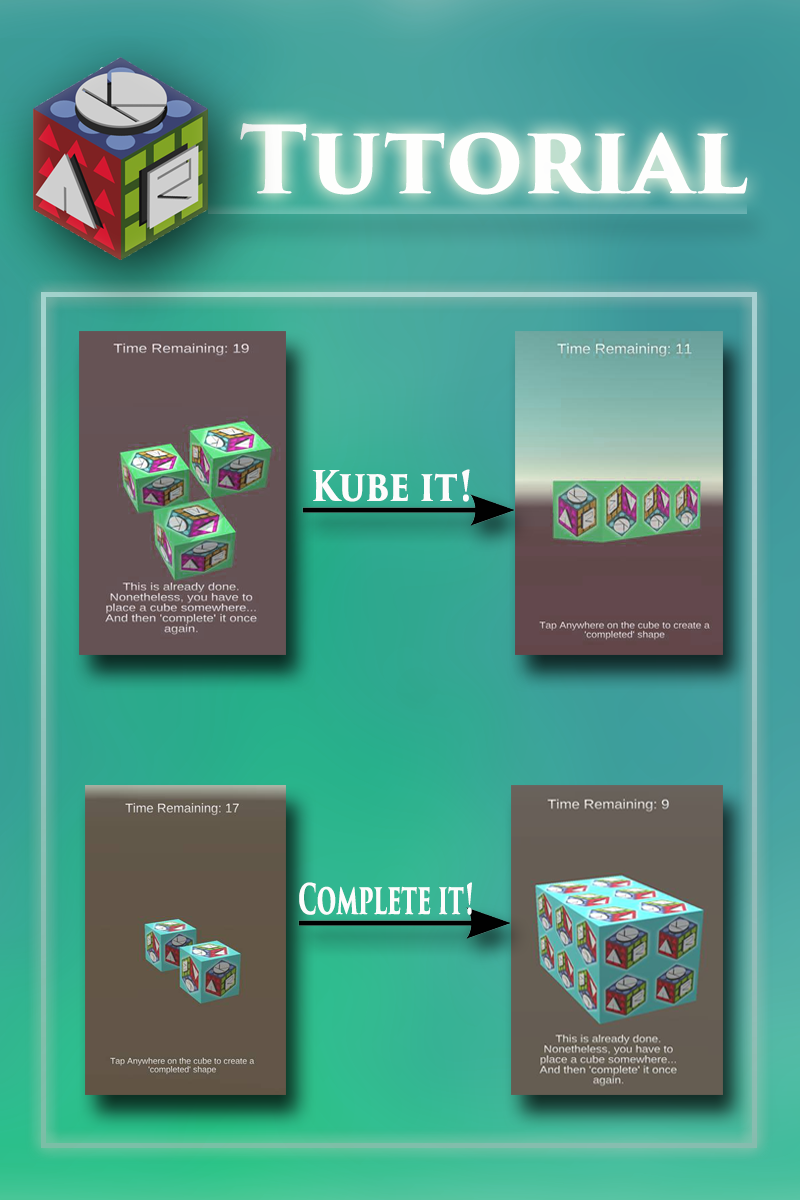 TUTORIAL
Time Remaining: 19
This is already done.
Nonetheless, you have to
place a cube somewhere...
And then 'complete' it once
again.
KUBE IT!
Time Remaining: 11
Tap Anywhere on the cube to create a
'completed' shape
Time Remaining: 17
Tap Anywhere on the cube to create a
'completed' shape
COMPLETE IT!
Time Remaining: 9
This is already done.
Nonetheless, you have to
place a cube somewhere...
And then 'complete' it once
again.